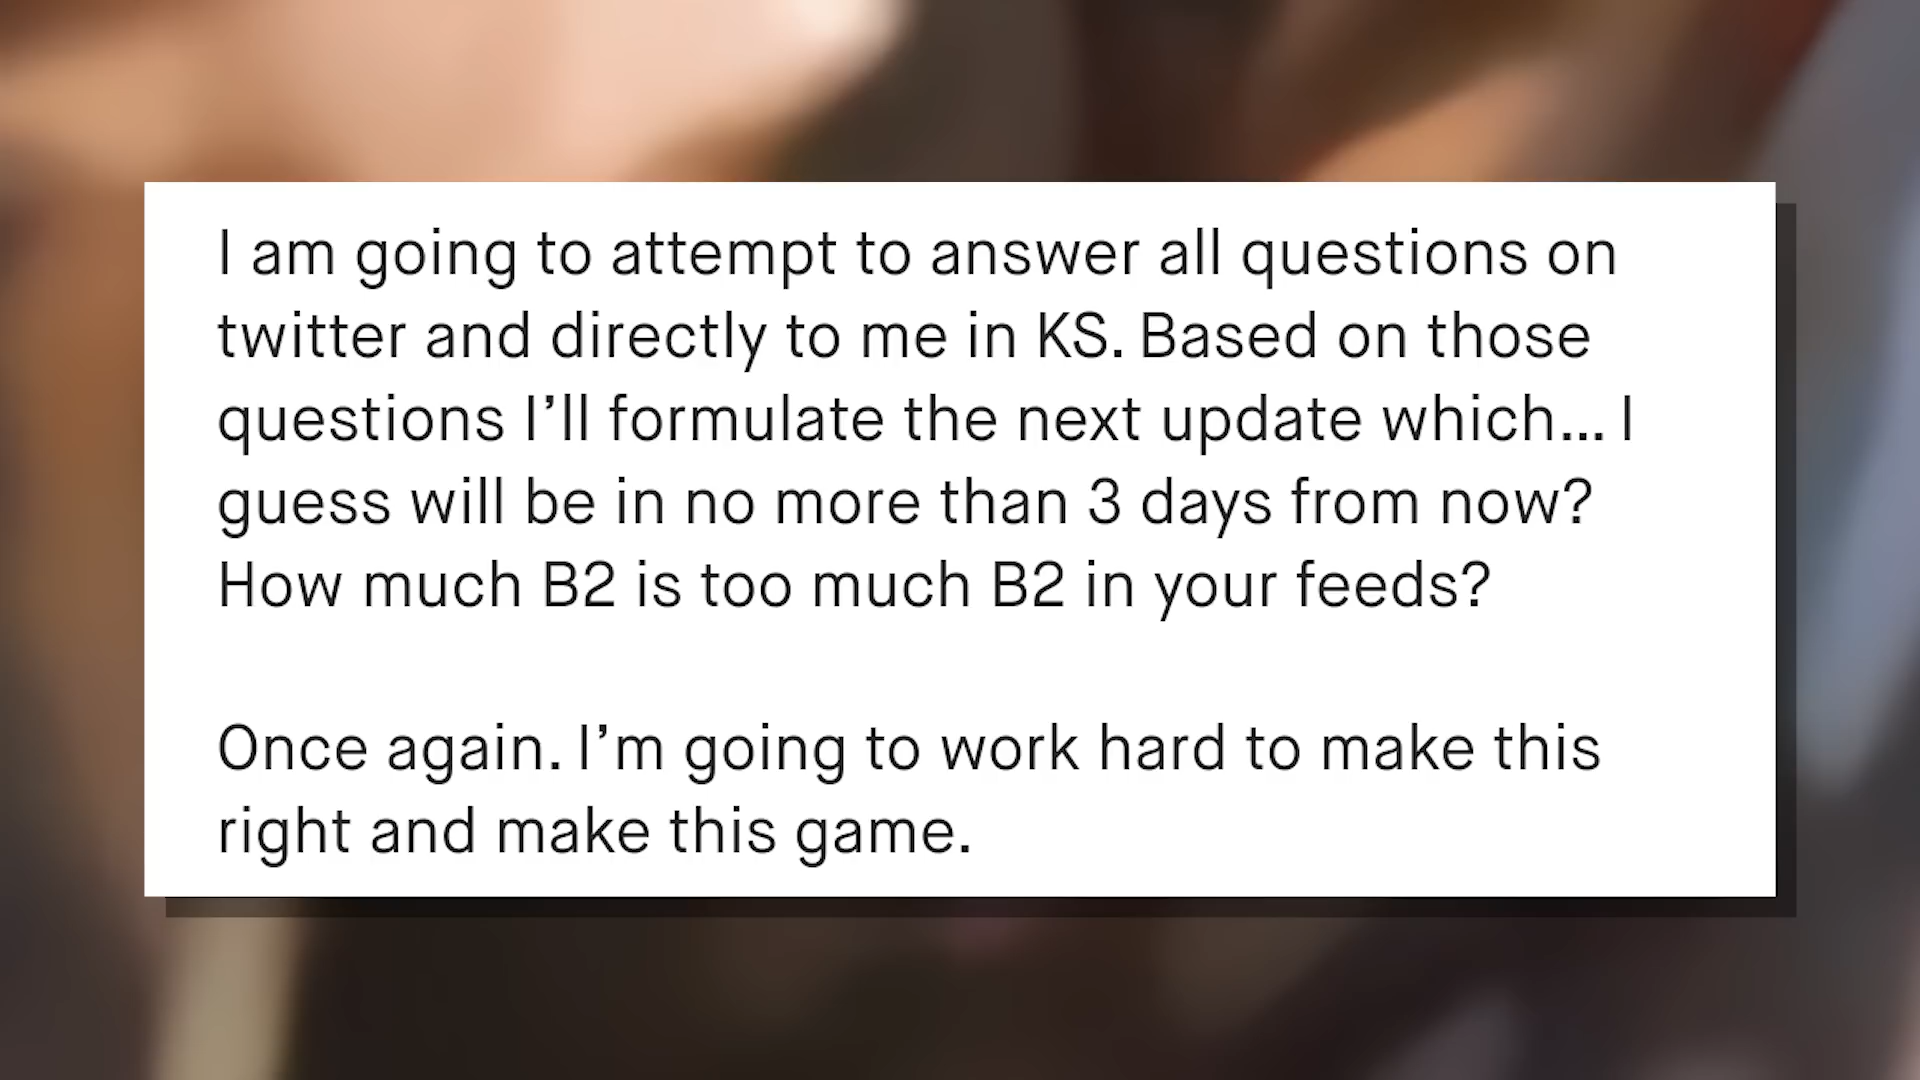 I am going to attempt to answer all questions on
twitter and directly to me in KS. Based on those
questions I’ll formulate the next update which... I
guess will be in no more than 3 days from now?
How much B2 is too much B2 in your feeds?
Once again. I’m going to work hard to make this
right and make this game.